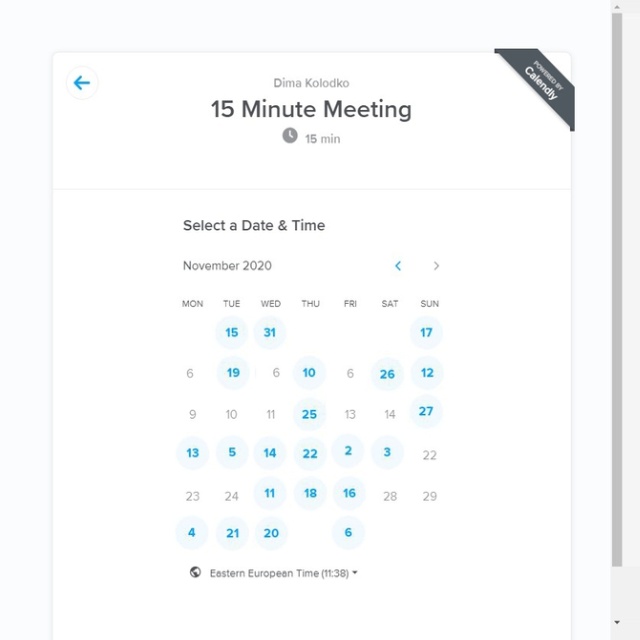 Dima Kolodko
15 Minute Meeting
15 min
POWERED BY
Calendly
Select a Date & Time
November 2020
MON TUE WED THU FRI SAT SUN
15 31 17
6 19 6 10 6 26 12
9 10 11 25 13 14 27
13 5 14 22 2 3 22
23 24 11 18 16 28 29
4 21 20 6
Eastern European Time (11:38)